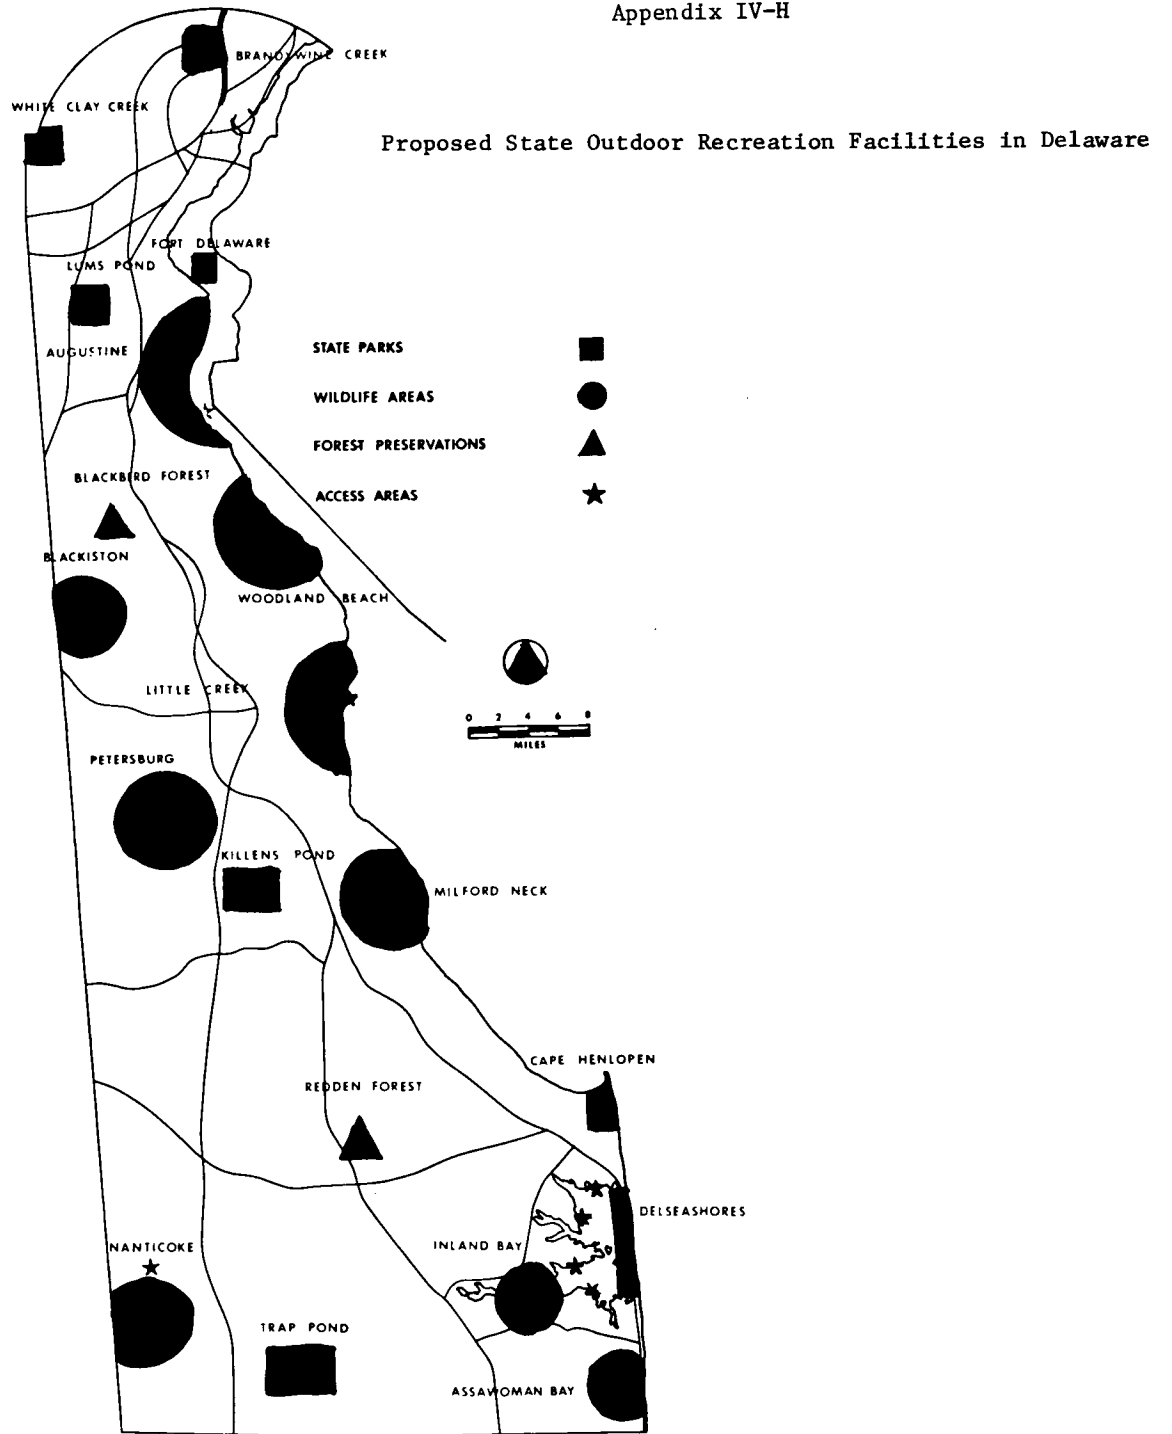 Appendix IV-H
BRANDYWINE CREEK
WHITE CLAY CREEK
Proposed State Outdoor Recreation Facilities in Delaware
FORT DELAWARE
LUMS POND
AUGUSTINE
STATE PARKS
WILDLIFE AREAS
FOREST PRESERVATIONS
ACCESS AREAS
BLACKBIRD FOREST
BLACKISTON
WOODLAND BEACH
LITTLE CREEK
0 2 4 6 8
MILES
PETERSBURG
KILLENS POND
MILFORD NECK
CAPE HENLOPEN
REDDEN FOREST
DELSEASHORES
INLAND BAY
NANTICOKE
TRAP POND
ASSAWOMAN BAY